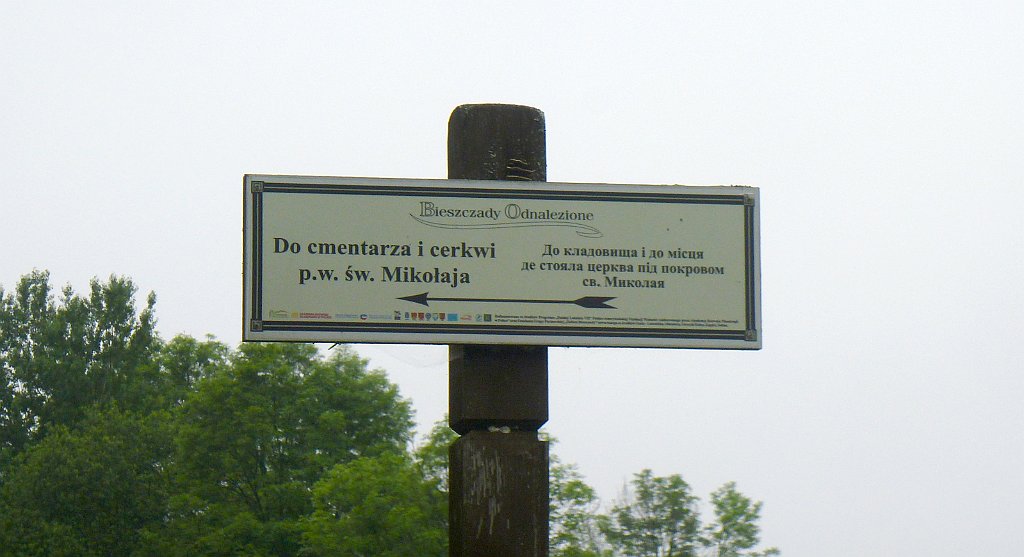 Bieszczady Odnalezione
Do cmentarza i cerkwi
p.w. św. Mikołaja
До кладовища і до місця
де стояла церква під покровом
св. Миколая